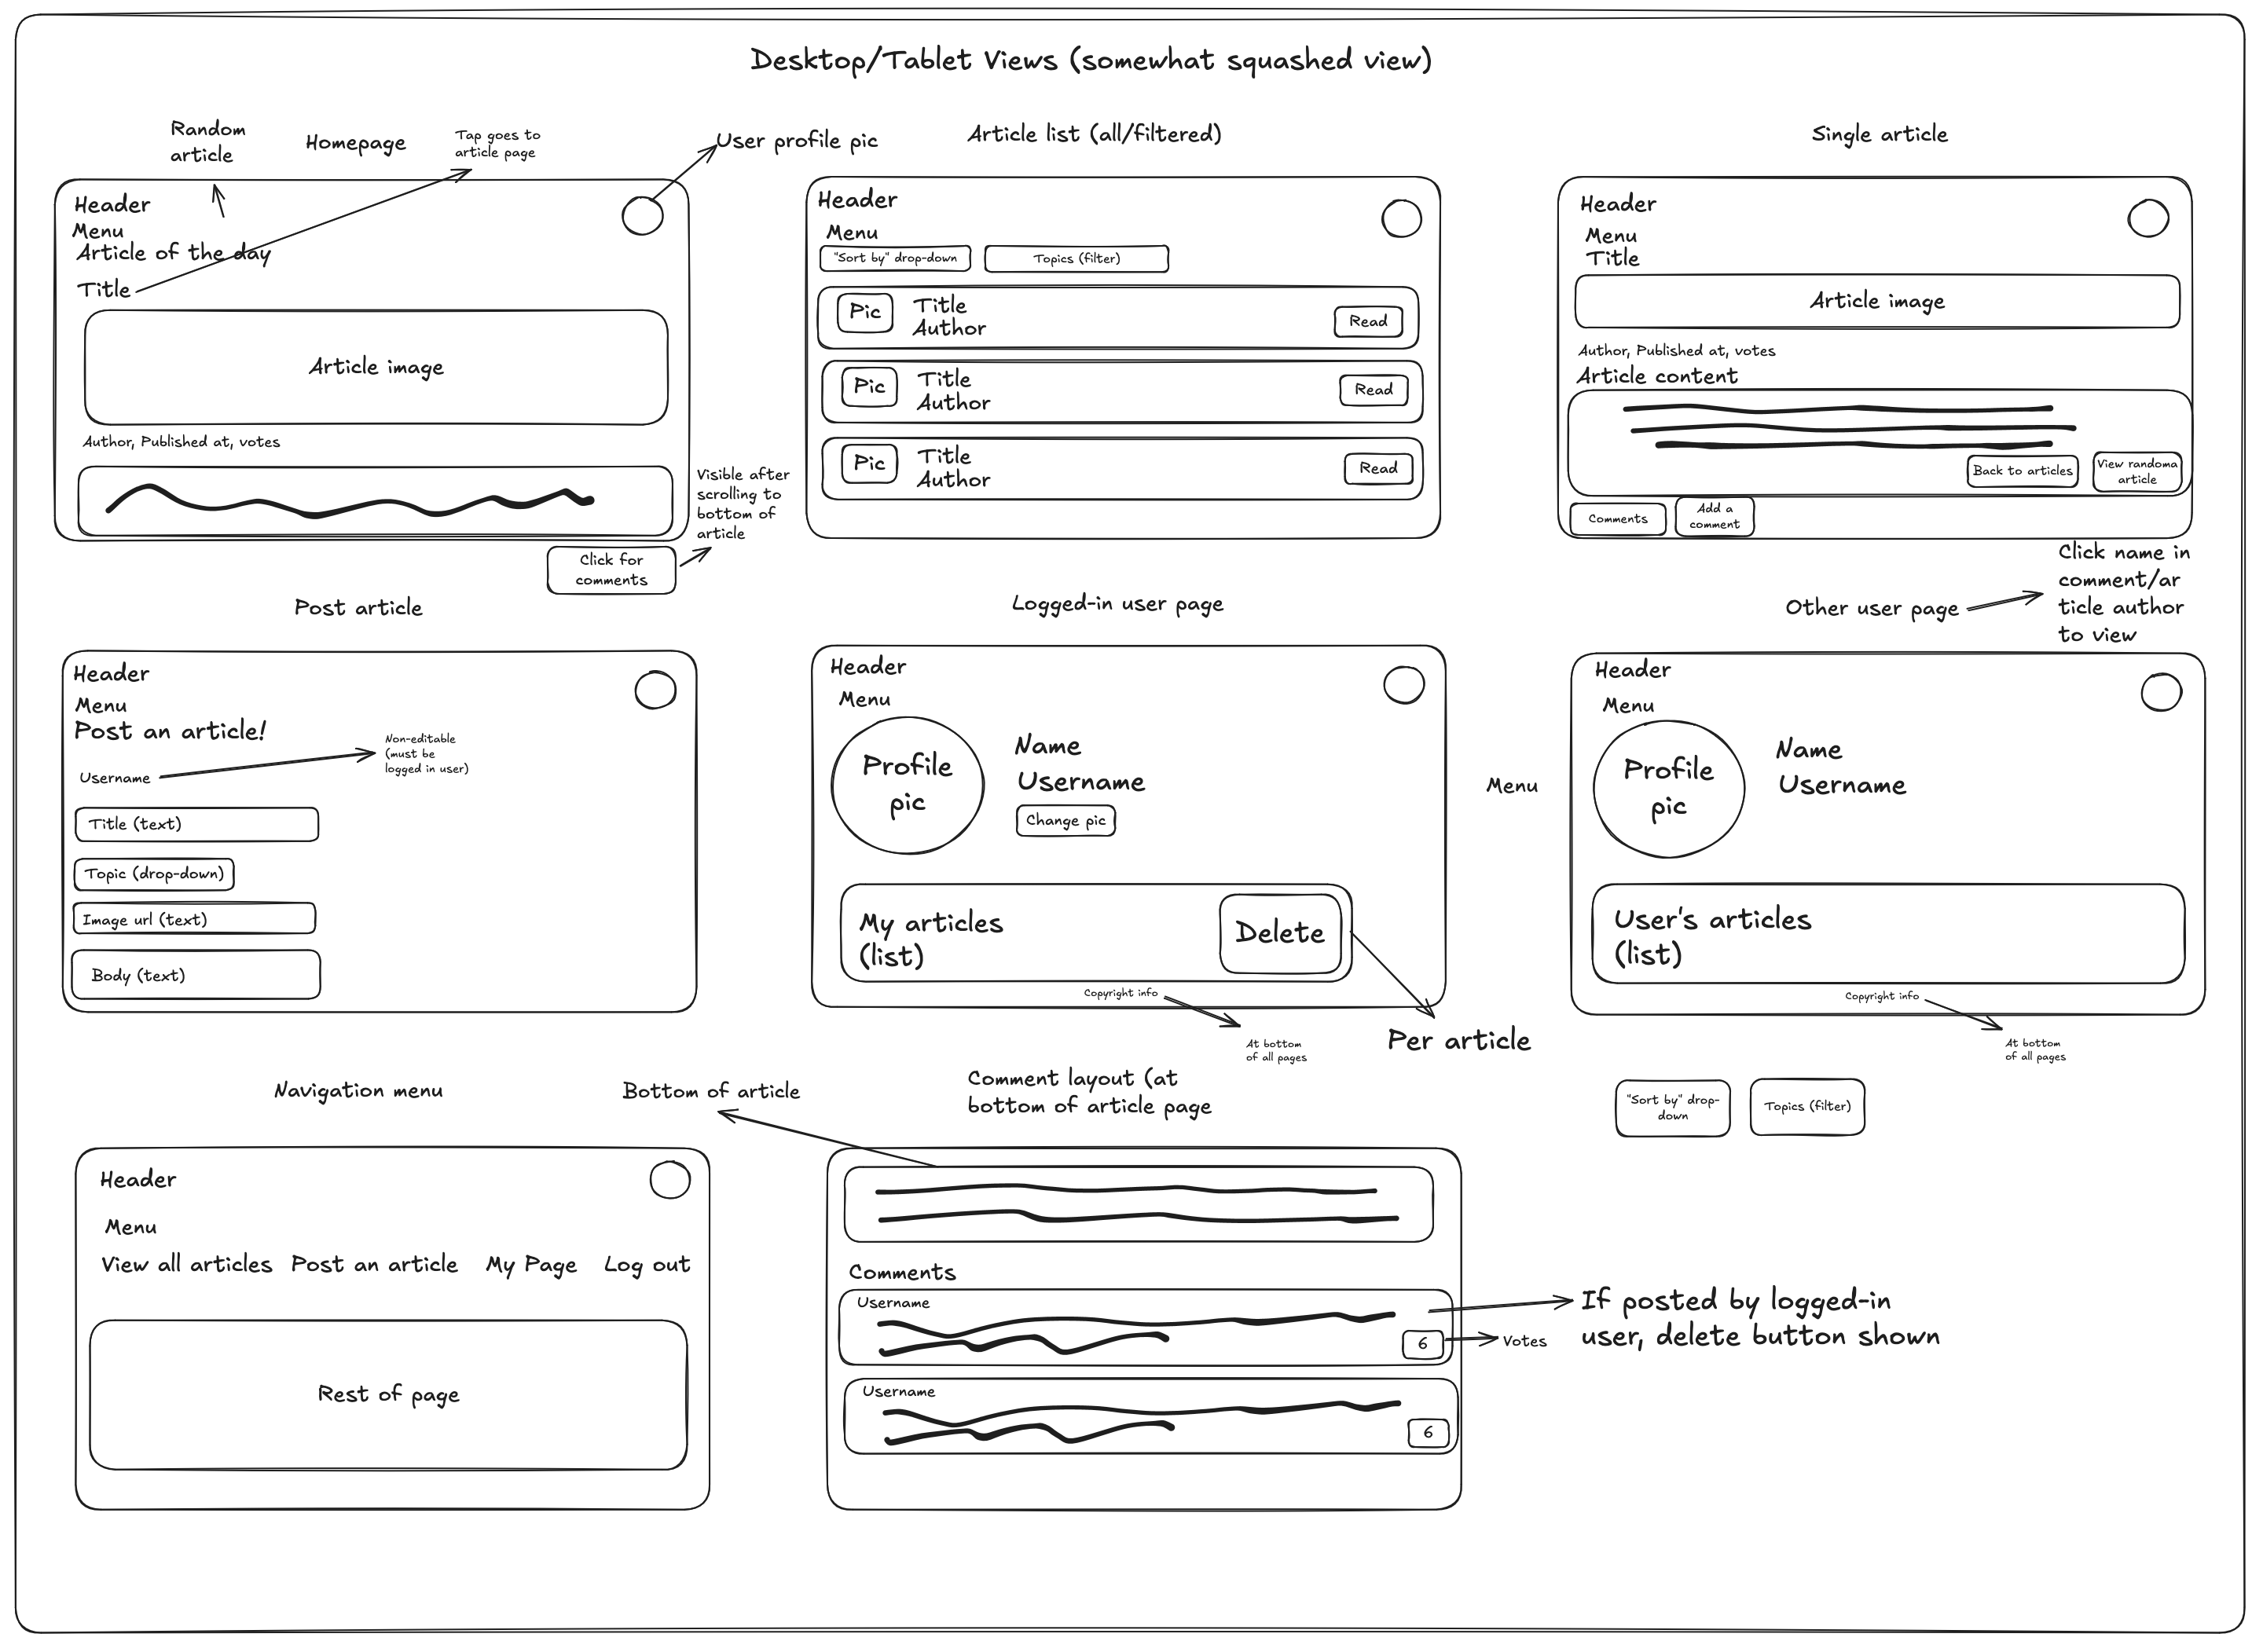 Desktop/Tablet Views (somewhat squashed view)
Random
article
Homepage
Tap goes to
article page
User profile pic
Header
Menu
Article of the day
Title
Article image
Author, Published at, votes
Visible after
scrolling to
bottom of
article
Click for
comments
Article list (all/filtered)
Header
Menu
"Sort by" drop-down
Topics (filter)
Pic
Title
Author
Read
Pic
Title
Author
Read
Pic
Title
Author
Read
Single article
Header
Menu
Title
Article image
Author, Published at, votes
Article content
Back to articles
View randoma
article
Comments
Add a
comment
Post article
Header
Menu
Post an article!
Username
Non-editable
(must be
logged in user)
Title (text)
Topic (drop-down)
Image url (text)
Body (text)
Logged-in user page
Header
Menu
Profile
pic
Name
Username
Change pic
My articles
(list)
Delete
Copyright info
At bottom
of all pages
Per article
Menu
Other user page
Click name in
comment/ar
ticle author
to view
Header
Menu
Profile
pic
Name
Username
User's articles
(list)
Copyright info
At bottom
of all pages
Navigation menu
Header
Menu
View all articles
Post an article
My Page
Log out
Rest of page
Bottom of article
Comment layout (at
bottom of article page
Comments
Username
6
Votes
If posted by logged-in
user, delete button shown
Username
6
"Sort by" drop-
down
Topics (filter)